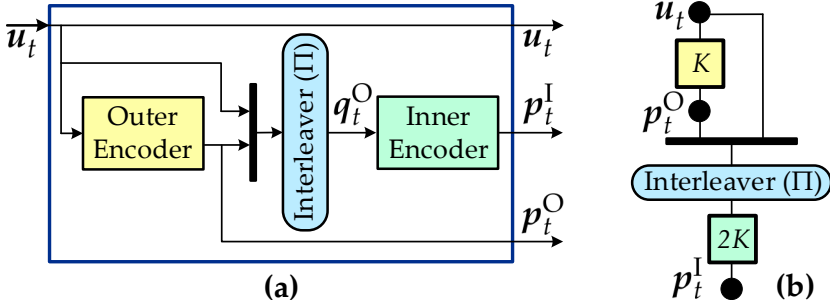 u_t
u_t
Outer
Encoder
Interleaver (Π)
q_t^O
Inner
Encoder
p_t^I
p_t^O
(a)
u_t
K
p_t^O
Interleaver (Π)
2K
p_t^I
(b)